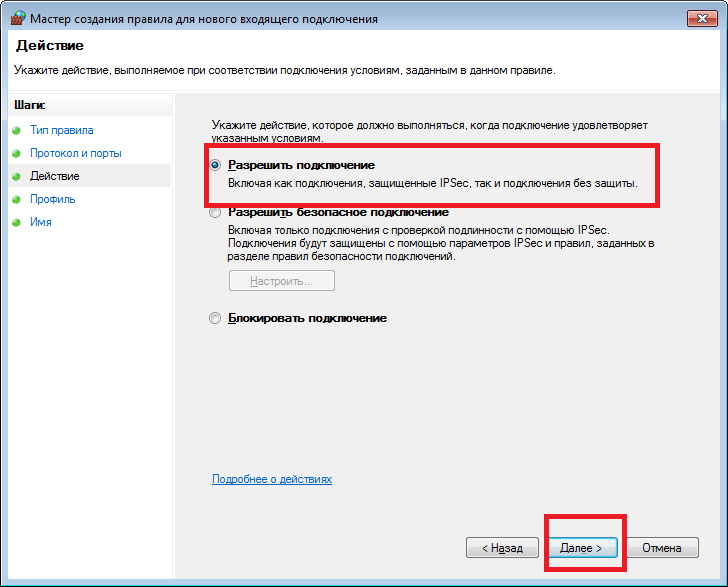 Мастер создания правила для нового входящего подключения
Действие
Укажите действие, выполняемое при соответствии подключения условиям, заданным в данном правиле.
Шаги:
Тип правила
Протокол и порты
Действие
Профиль
Имя
Укажите действие, которое должно выполняться, когда подключение удовлетворяет
указанным условиям.
Разрешить подключение
Включая как подключения, защищенные IPSec, так и подключения без защиты.
Разрешить безопасное подключение
Включая только подключения с проверкой подлинности с помощью IPSec.
Подключения будут защищены с помощью параметров IPSec и правил, заданных в
разделе правил безопасности подключений.
Настроить...
Блокировать подключение
Подробнее о действиях
< Назад
Далее >
Отмена